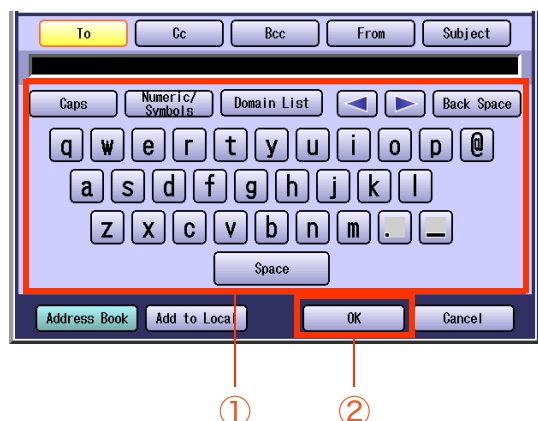 To Cc Bcc From Subject
Caps Numeric/ Domain List Back Space
Symbols
q w e r t y u i o p @
a s d f g h j k l
z x c v b n m . _
Space
Address Book Add to Local OK Cancel
① ②